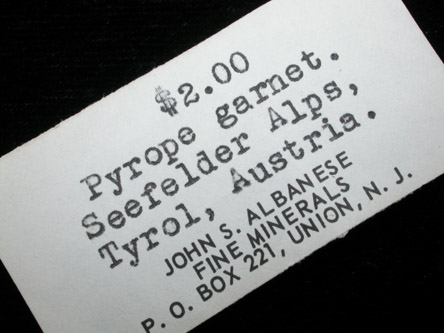 $2.00
Pyrope garnet.
Seefelder Alps,
Tyrol, Austria.
JOHN S. ALBANESE
FINE MINERALS
P. O. BOX 221, UNION, N. J.